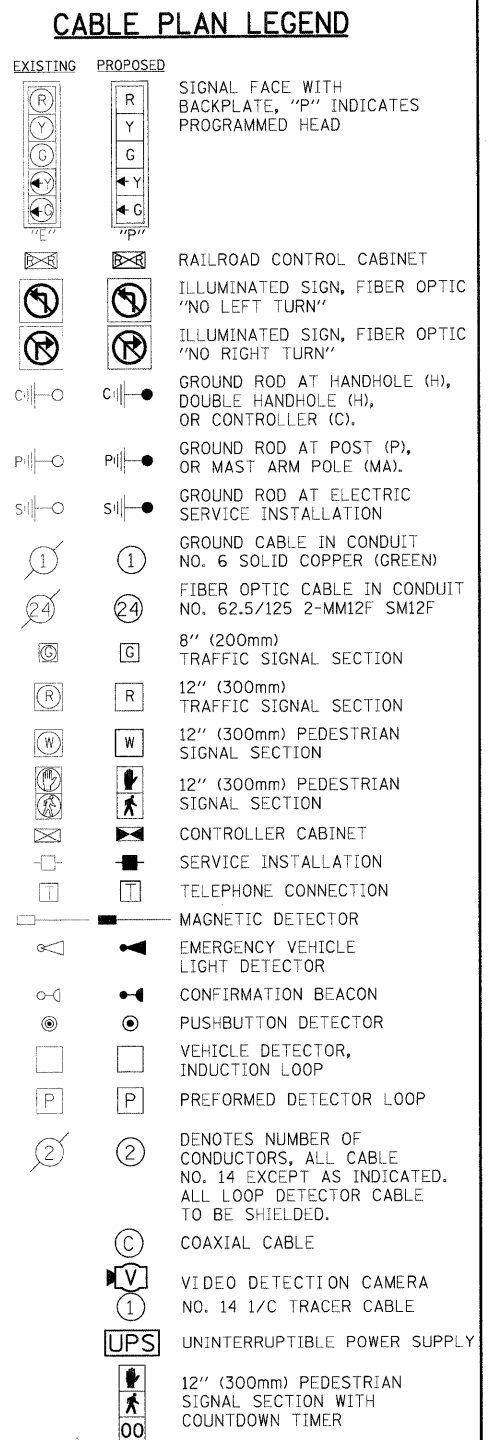 CABLE PLAN LEGEND
EXISTING PROPOSED
R R SIGNAL FACE WITH
Y Y BACKPLATE, "P" INDICATES
G G PROGRAMMED HEAD
Y Y
G G
"E" "P"
RR RR RAILROAD CONTROL CABINET
ILLUMINATED SIGN, FIBER OPTIC
"NO LEFT TURN"
ILLUMINATED SIGN, FIBER OPTIC
"NO RIGHT TURN"
C C GROUND ROD AT HANDHOLE (H),
DOUBLE HANDHOLE (H),
OR CONTROLLER (C).
P P GROUND ROD AT POST (P),
OR MAST ARM POLE (MA).
S S GROUND ROD AT ELECTRIC
SERVICE INSTALLATION
1 1 GROUND CABLE IN CONDUIT
NO. 6 SOLID COPPER (GREEN)
24 24 FIBER OPTIC CABLE IN CONDUIT
NO. 62.5/125 2-MM12F SM12F
G G 8" (200mm)
TRAFFIC SIGNAL SECTION
R R 12" (300mm)
TRAFFIC SIGNAL SECTION
W W 12" (300mm) PEDESTRIAN
SIGNAL SECTION
12" (300mm) PEDESTRIAN
SIGNAL SECTION
CONTROLLER CABINET
SERVICE INSTALLATION
T T TELEPHONE CONNECTION
MAGNETIC DETECTOR
EMERGENCY VEHICLE
LIGHT DETECTOR
CONFIRMATION BEACON
PUSHBUTTON DETECTOR
VEHICLE DETECTOR,
INDUCTION LOOP
P P PREFORMED DETECTOR LOOP
2 2 DENOTES NUMBER OF
CONDUCTORS, ALL CABLE
NO. 14 EXCEPT AS INDICATED.
ALL LOOP DETECTOR CABLE
TO BE SHIELDED.
C COAXIAL CABLE
V VIDEO DETECTION CAMERA
1 NO. 14 1/C TRACER CABLE
UPS UNINTERRUPTIBLE POWER SUPPLY
12" (300mm) PEDESTRIAN
SIGNAL SECTION WITH
00 COUNTDOWN TIMER